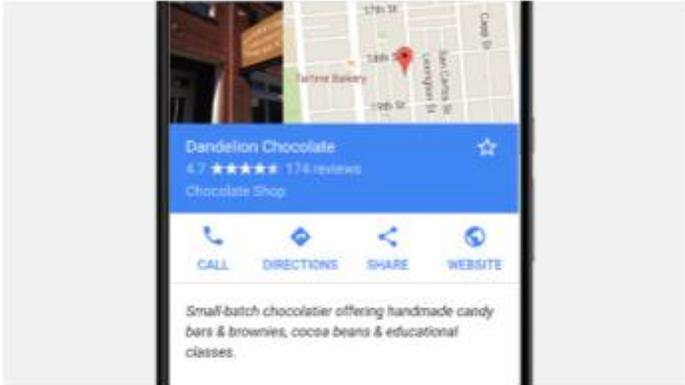 17th St
Capp St
18th St
Tartine Bakery
Lexington St
San Carlos St
19th St
Dandelion Chocolate
4.7 174 reviews
Chocolate Shop
CALL DIRECTIONS SHARE WEBSITE
Small-batch chocolatier offering handmade candy
bars & brownies, cocoa beans & educational
classes.